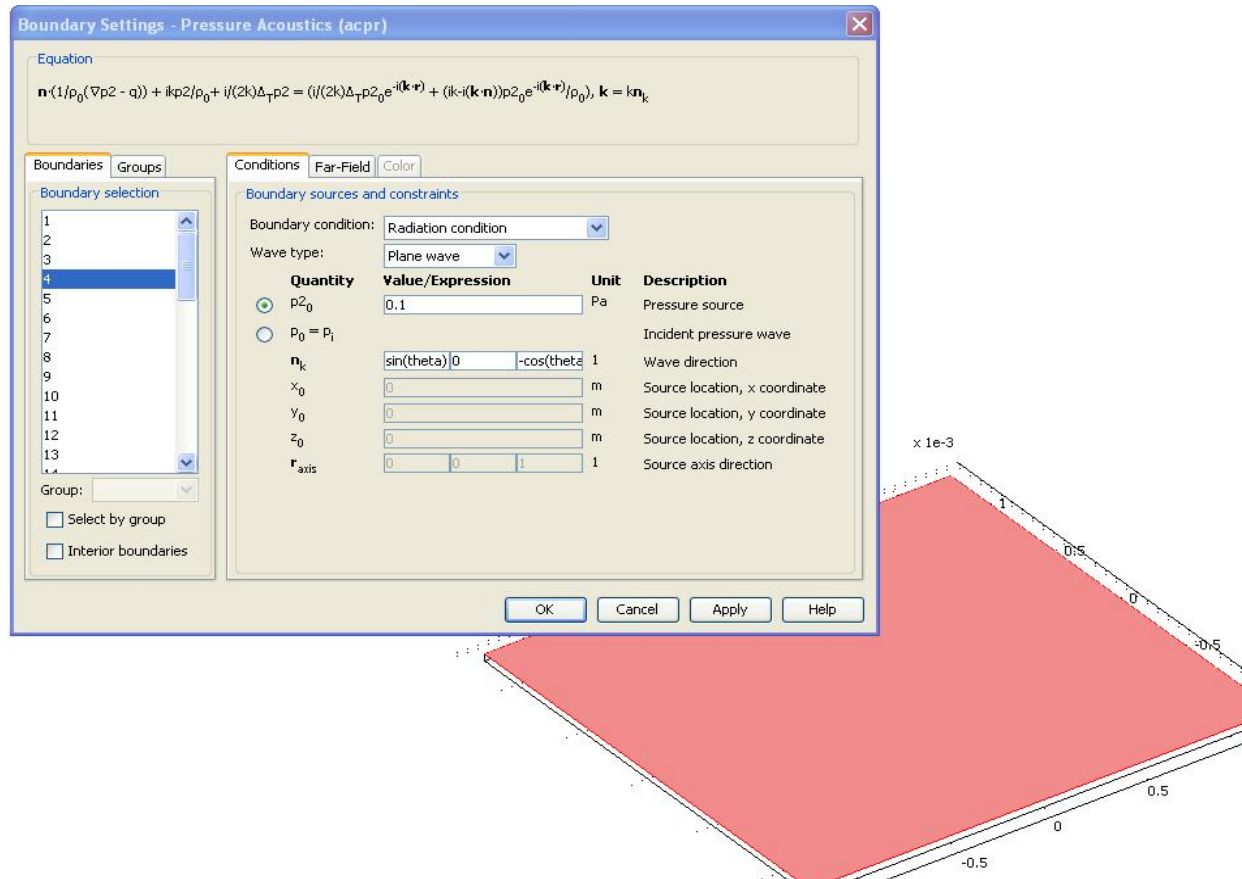 Boundary Settings - Pressure Acoustics (acpr)
Equation
n·(1/ρ₀(∇p2 - q)) + ikp2/ρ₀+ i/(2k)Δ_Tp2 = (i/(2k)Δ_Tp2₀e^-i(k·r) + (ik-i(k·n))p2₀e^-i(k·r)/ρ₀), k = kn_k
Boundaries Groups
Conditions Far-Field Color
Boundary selection
Boundary sources and constraints
1
2
3
4
5
6
7
8
9
10
11
12
13
Boundary condition: Radiation condition
Wave type: Plane wave
Quantity Value/Expression Unit Description
p2₀ 0.1 Pa Pressure source
p₀ = p_i Incident pressure wave
n_k sin(theta) 0 -cos(theta 1 Wave direction
x₀ 0 m Source location, x coordinate
y₀ 0 m Source location, y coordinate
z₀ 0 m Source location, z coordinate
r_axis 0 0 1 1 Source axis direction
Group:
Select by group
Interior boundaries
OK Cancel Apply Help
x 1e-3
1
0.5
0
-0.5
0.5
0
-0.5